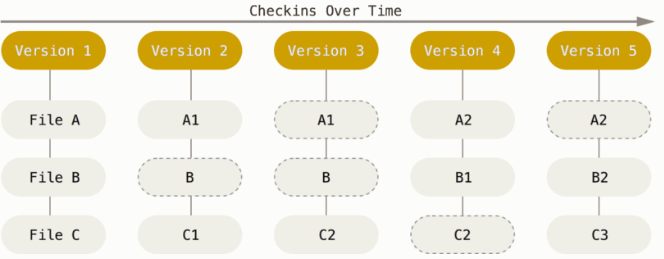 Checkins Over Time
Version 1 Version 2 Version 3 Version 4 Version 5
File A A1 A1 A2 A2
File B B B B1 B2
File C C1 C2 C2 C3